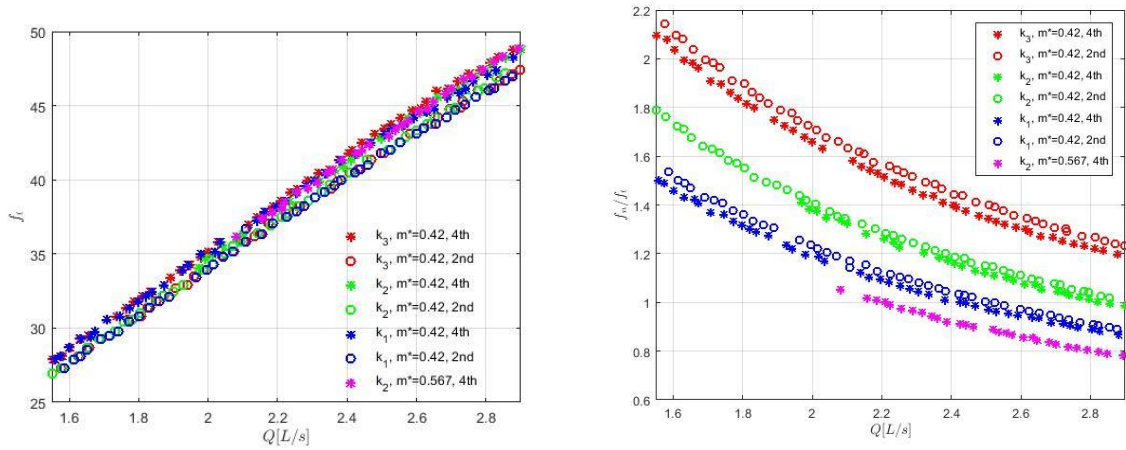 50
45
40
35
30
25
f_l
k_3, m*=0.42, 4th
k_3, m*=0.42, 2nd
k_2, m*=0.42, 4th
k_2, m*=0.42, 2nd
k_1, m*=0.42, 4th
k_1, m*=0.42, 2nd
k_2, m*=0.567, 4th
1.6 1.8 2 2.2 2.4 2.6 2.8
Q[L/s]
2.2
2
1.8
1.6
1.4
1.2
1
0.8
0.6
f_n/f_l
k_3, m*=0.42, 4th
k_3, m*=0.42, 2nd
k_2, m*=0.42, 4th
k_2, m*=0.42, 2nd
k_1, m*=0.42, 4th
k_1, m*=0.42, 2nd
k_2, m*=0.567, 4th
1.6 1.8 2 2.2 2.4 2.6 2.8
Q[L/s]